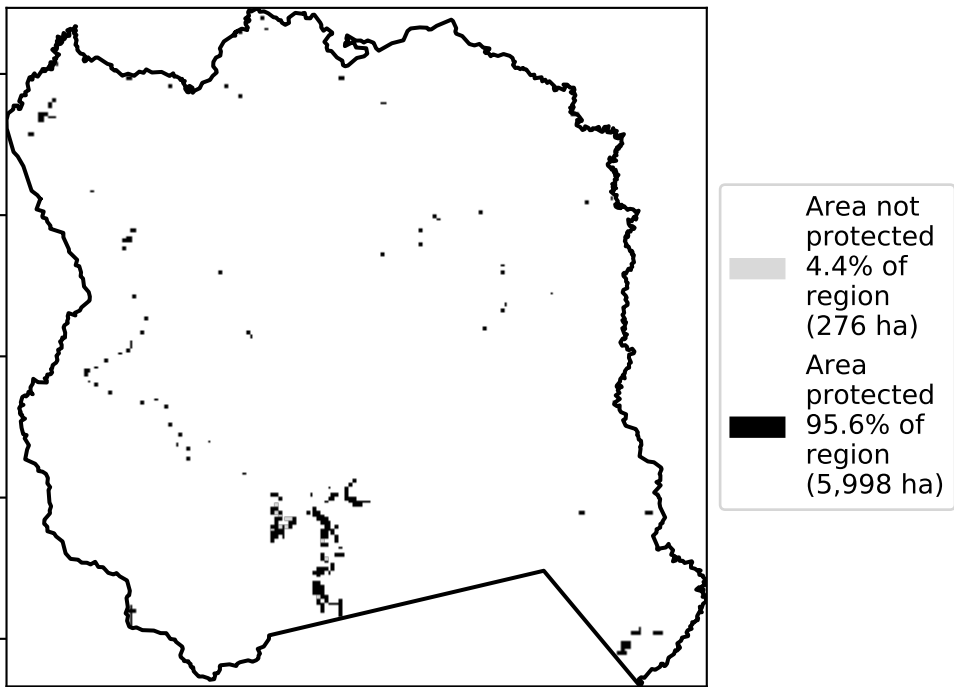 Area not
protected
4.4% of
region
(276 ha)
Area
protected
95.6% of
region
(5,998 ha)